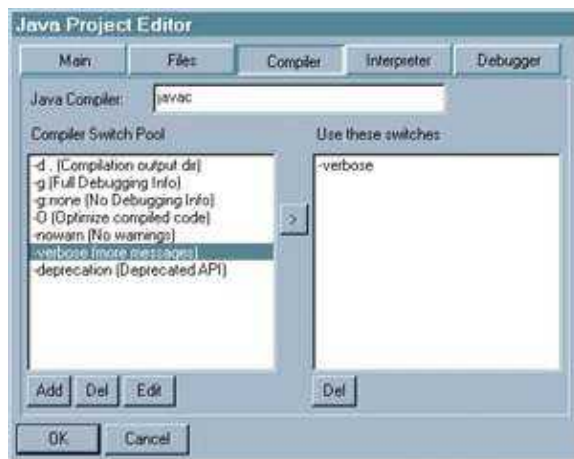 Java Project Editor
Main Files Compiler Interpreter Debugger
Java Compiler: javac
Compiler Switch Pool Use these switches
-d . (Compilation output dir) -verbose
-g (Full Debugging Info)
-g:none (No Debugging Info)
-O (Optimize compiled code)
-nowarn (No warnings)
-verbose (more messages)
-deprecation (Deprecated API)
>
Add Del Edit Del
OK Cancel